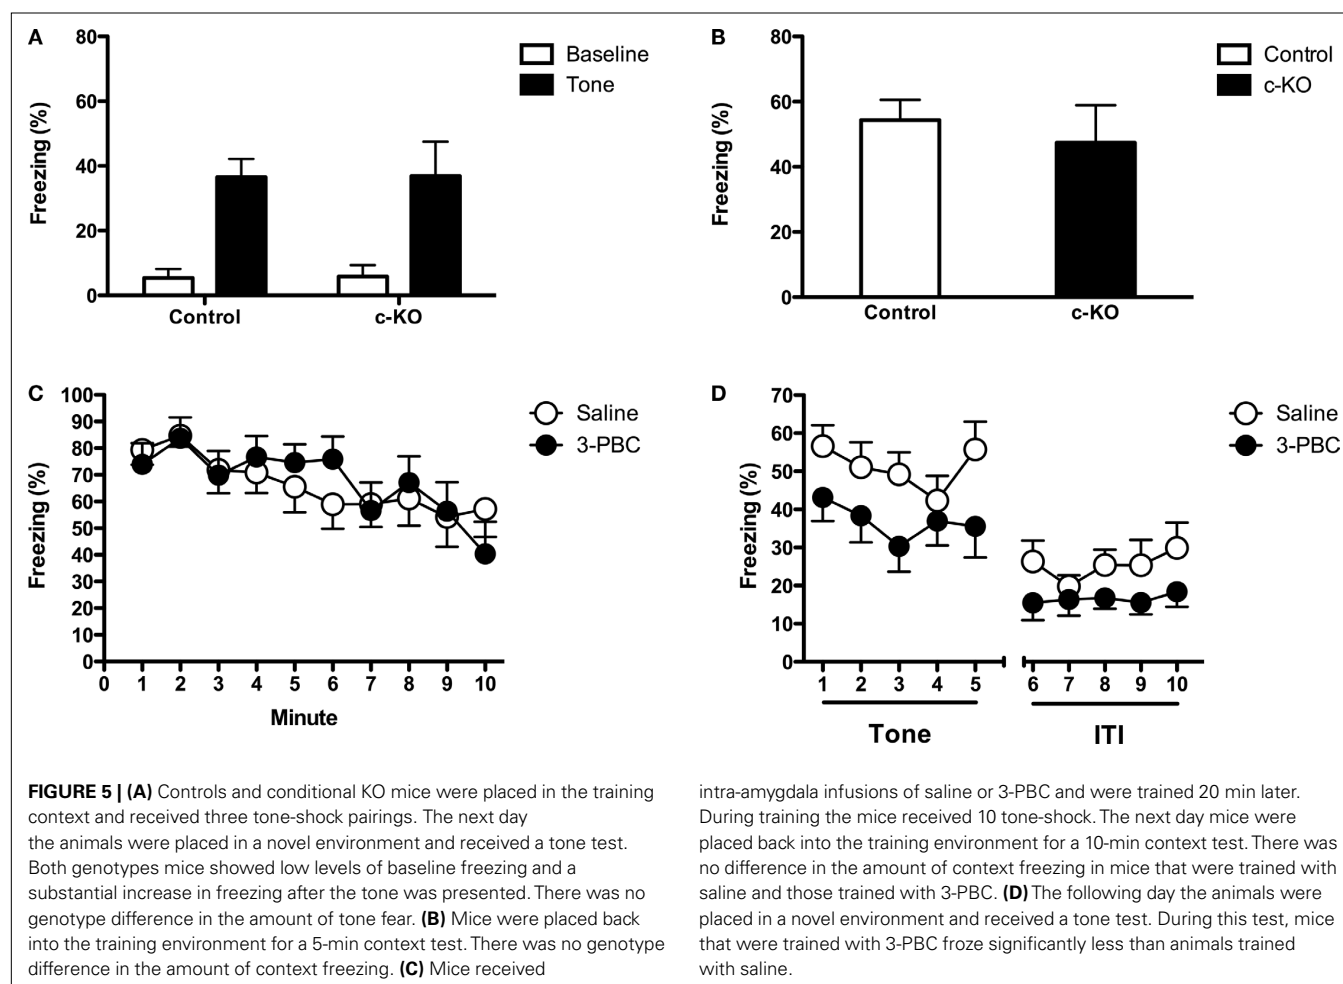 A
80
60
40
20
0
Freezing (%)
Baseline
Tone
Control
c-KO
B
80
60
40
20
0
Freezing (%)
Control
c-KO
Control
c-KO
C
100
90
80
70
60
50
40
30
20
10
0
Freezing (%)
Saline
3-PBC
0 1 2 3 4 5 6 7 8 9 10
Minute
D
70
60
50
40
30
20
10
0
Freezing (%)
Saline
3-PBC
1 2 3 4 5 6 7 8 9 10
Tone ITI
FIGURE 5 | (A) Controls and conditional KO mice were placed in the training
context and received three tone-shock pairings. The next day
the animals were placed in a novel environment and received a tone test.
Both genotypes mice showed low levels of baseline freezing and a
substantial increase in freezing after the tone was presented. There was no
genotype difference in the amount of tone fear. (B) Mice were placed back
into the training environment for a 5-min context test. There was no genotype
difference in the amount of context freezing. (C) Mice received
intra-amygdala infusions of saline or 3-PBC and were trained 20 min later.
During training the mice received 10 tone-shock. The next day mice were
placed back into the training environment for a 10-min context test. There was
no difference in the amount of context freezing in mice that were trained with
saline and those trained with 3-PBC. (D) The following day the animals were
placed in a novel environment and received a tone test. During this test, mice
that were trained with 3-PBC froze significantly less than animals trained
with saline.